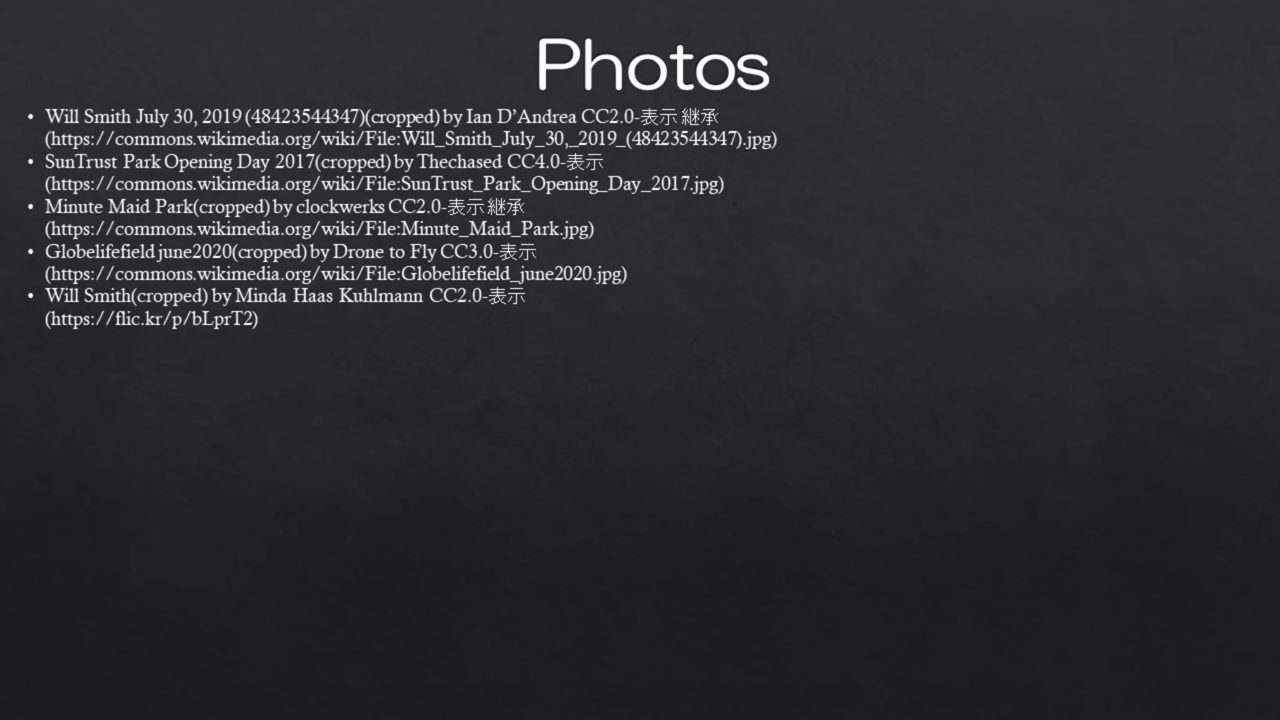 Photos
• Will Smith July 30, 2019 (48423544347)(cropped) by Ian D’Andrea CC2.0-表示 継承
(https://commons.wikimedia.org/wiki/File:Will_Smith_July_30,_2019_(48423544347).jpg)
• SunTrust Park Opening Day 2017(cropped) by Thechased CC4.0-表示
(https://commons.wikimedia.org/wiki/File:SunTrust_Park_Opening_Day_2017.jpg)
• Minute Maid Park(cropped) by clockwerks CC2.0-表示 継承
(https://commons.wikimedia.org/wiki/File:Minute_Maid_Park.jpg)
• Globelifefield june2020(cropped) by Drone to Fly CC3.0-表示
(https://commons.wikimedia.org/wiki/File:Globelifefield_june2020.jpg)
• Will Smith(cropped) by Minda Haas Kuhlmann CC2.0-表示
(https://flic.kr/p/bLprT2)